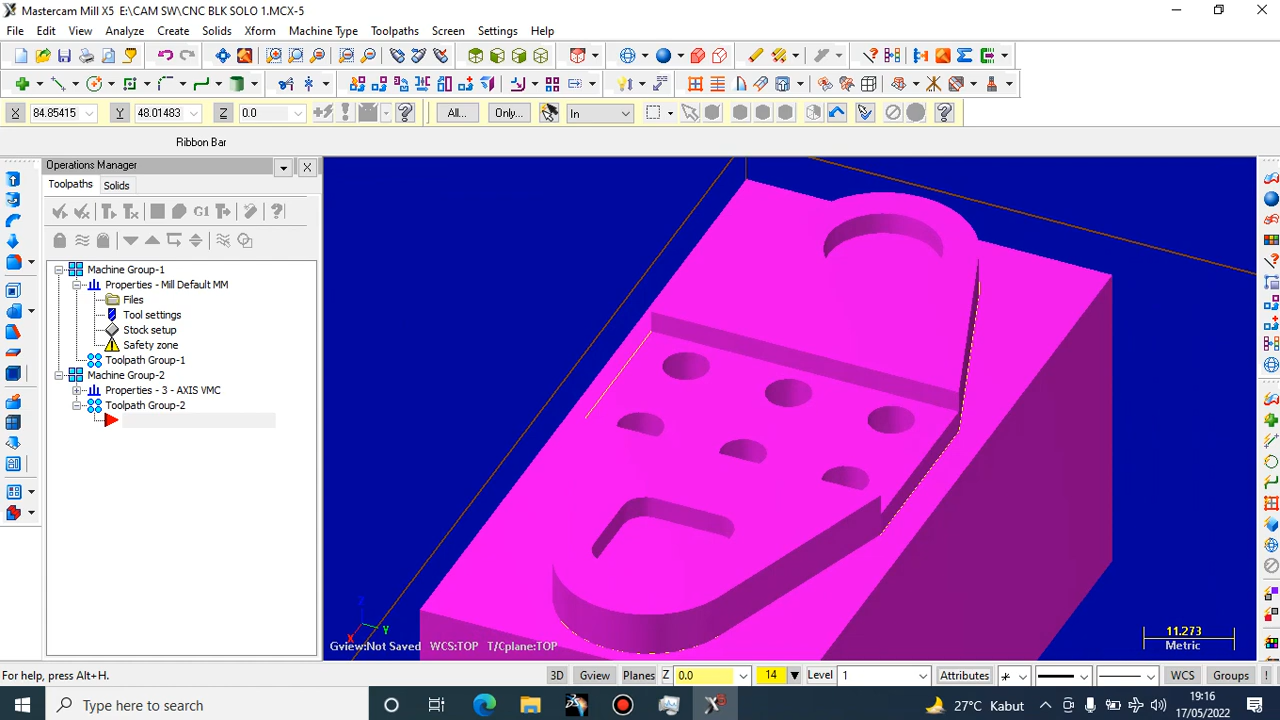 Mastercam Mill X5  E:\CAM SW\CNC BLK SOLO 1.MCX-5
File Edit View Analyze Create Solids Xform Machine Type Toolpaths Screen Settings Help
X 84.85415 Y 48.01483 Z 0.0 All... Only... In
Ribbon Bar
Operations Manager
Toolpaths Solids
G1
Machine Group-1
Properties - Mill Default MM
Files
Tool settings
Stock setup
Safety zone
Toolpath Group-1
Machine Group-2
Properties - 3 - AXIS VMC
Toolpath Group-2
Z
X Y
Gview:Not Saved WCS:TOP T/Cplane:TOP
11.273
Metric
For help, press Alt+H.
3D Gview Planes Z 0.0 14 Level 1 Attributes WCS Groups !
Type here to search
27°C Kabut
19:16
17/05/2022